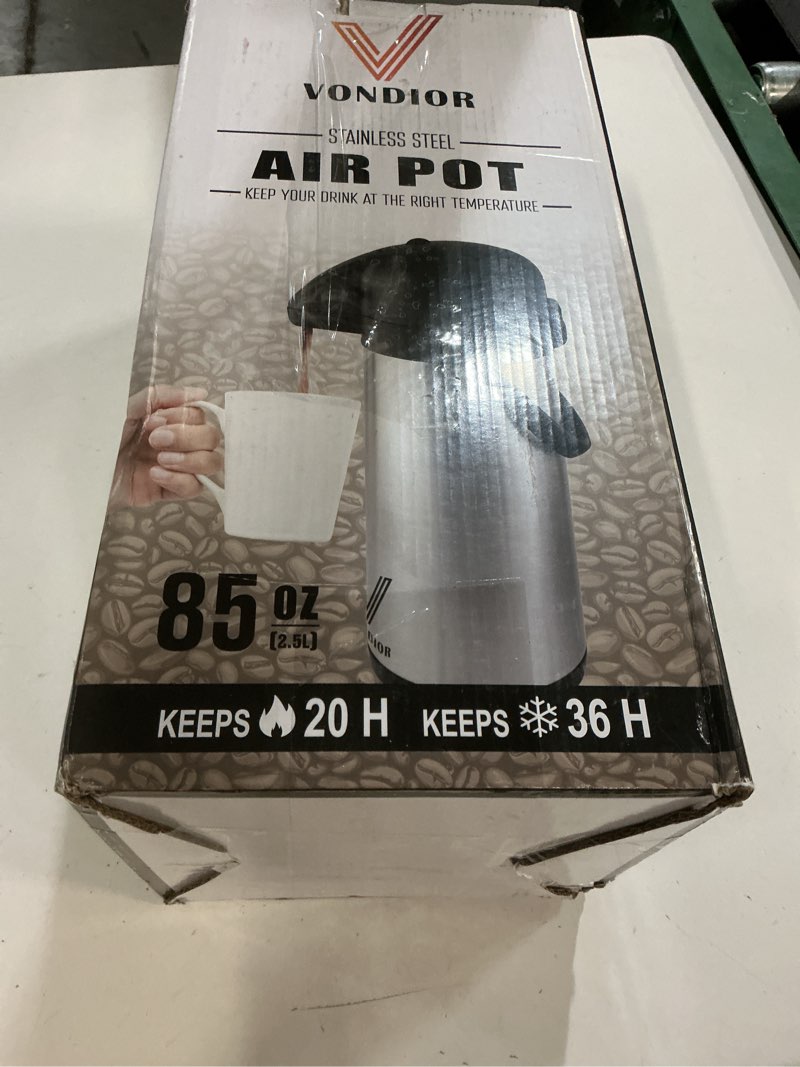 VONDIOR
STAINLESS STEEL
AIR POT
KEEP YOUR DRINK AT THE RIGHT TEMPERATURE
85 OZ
(2.5L)
KEEPS 20 H KEEPS 36 H